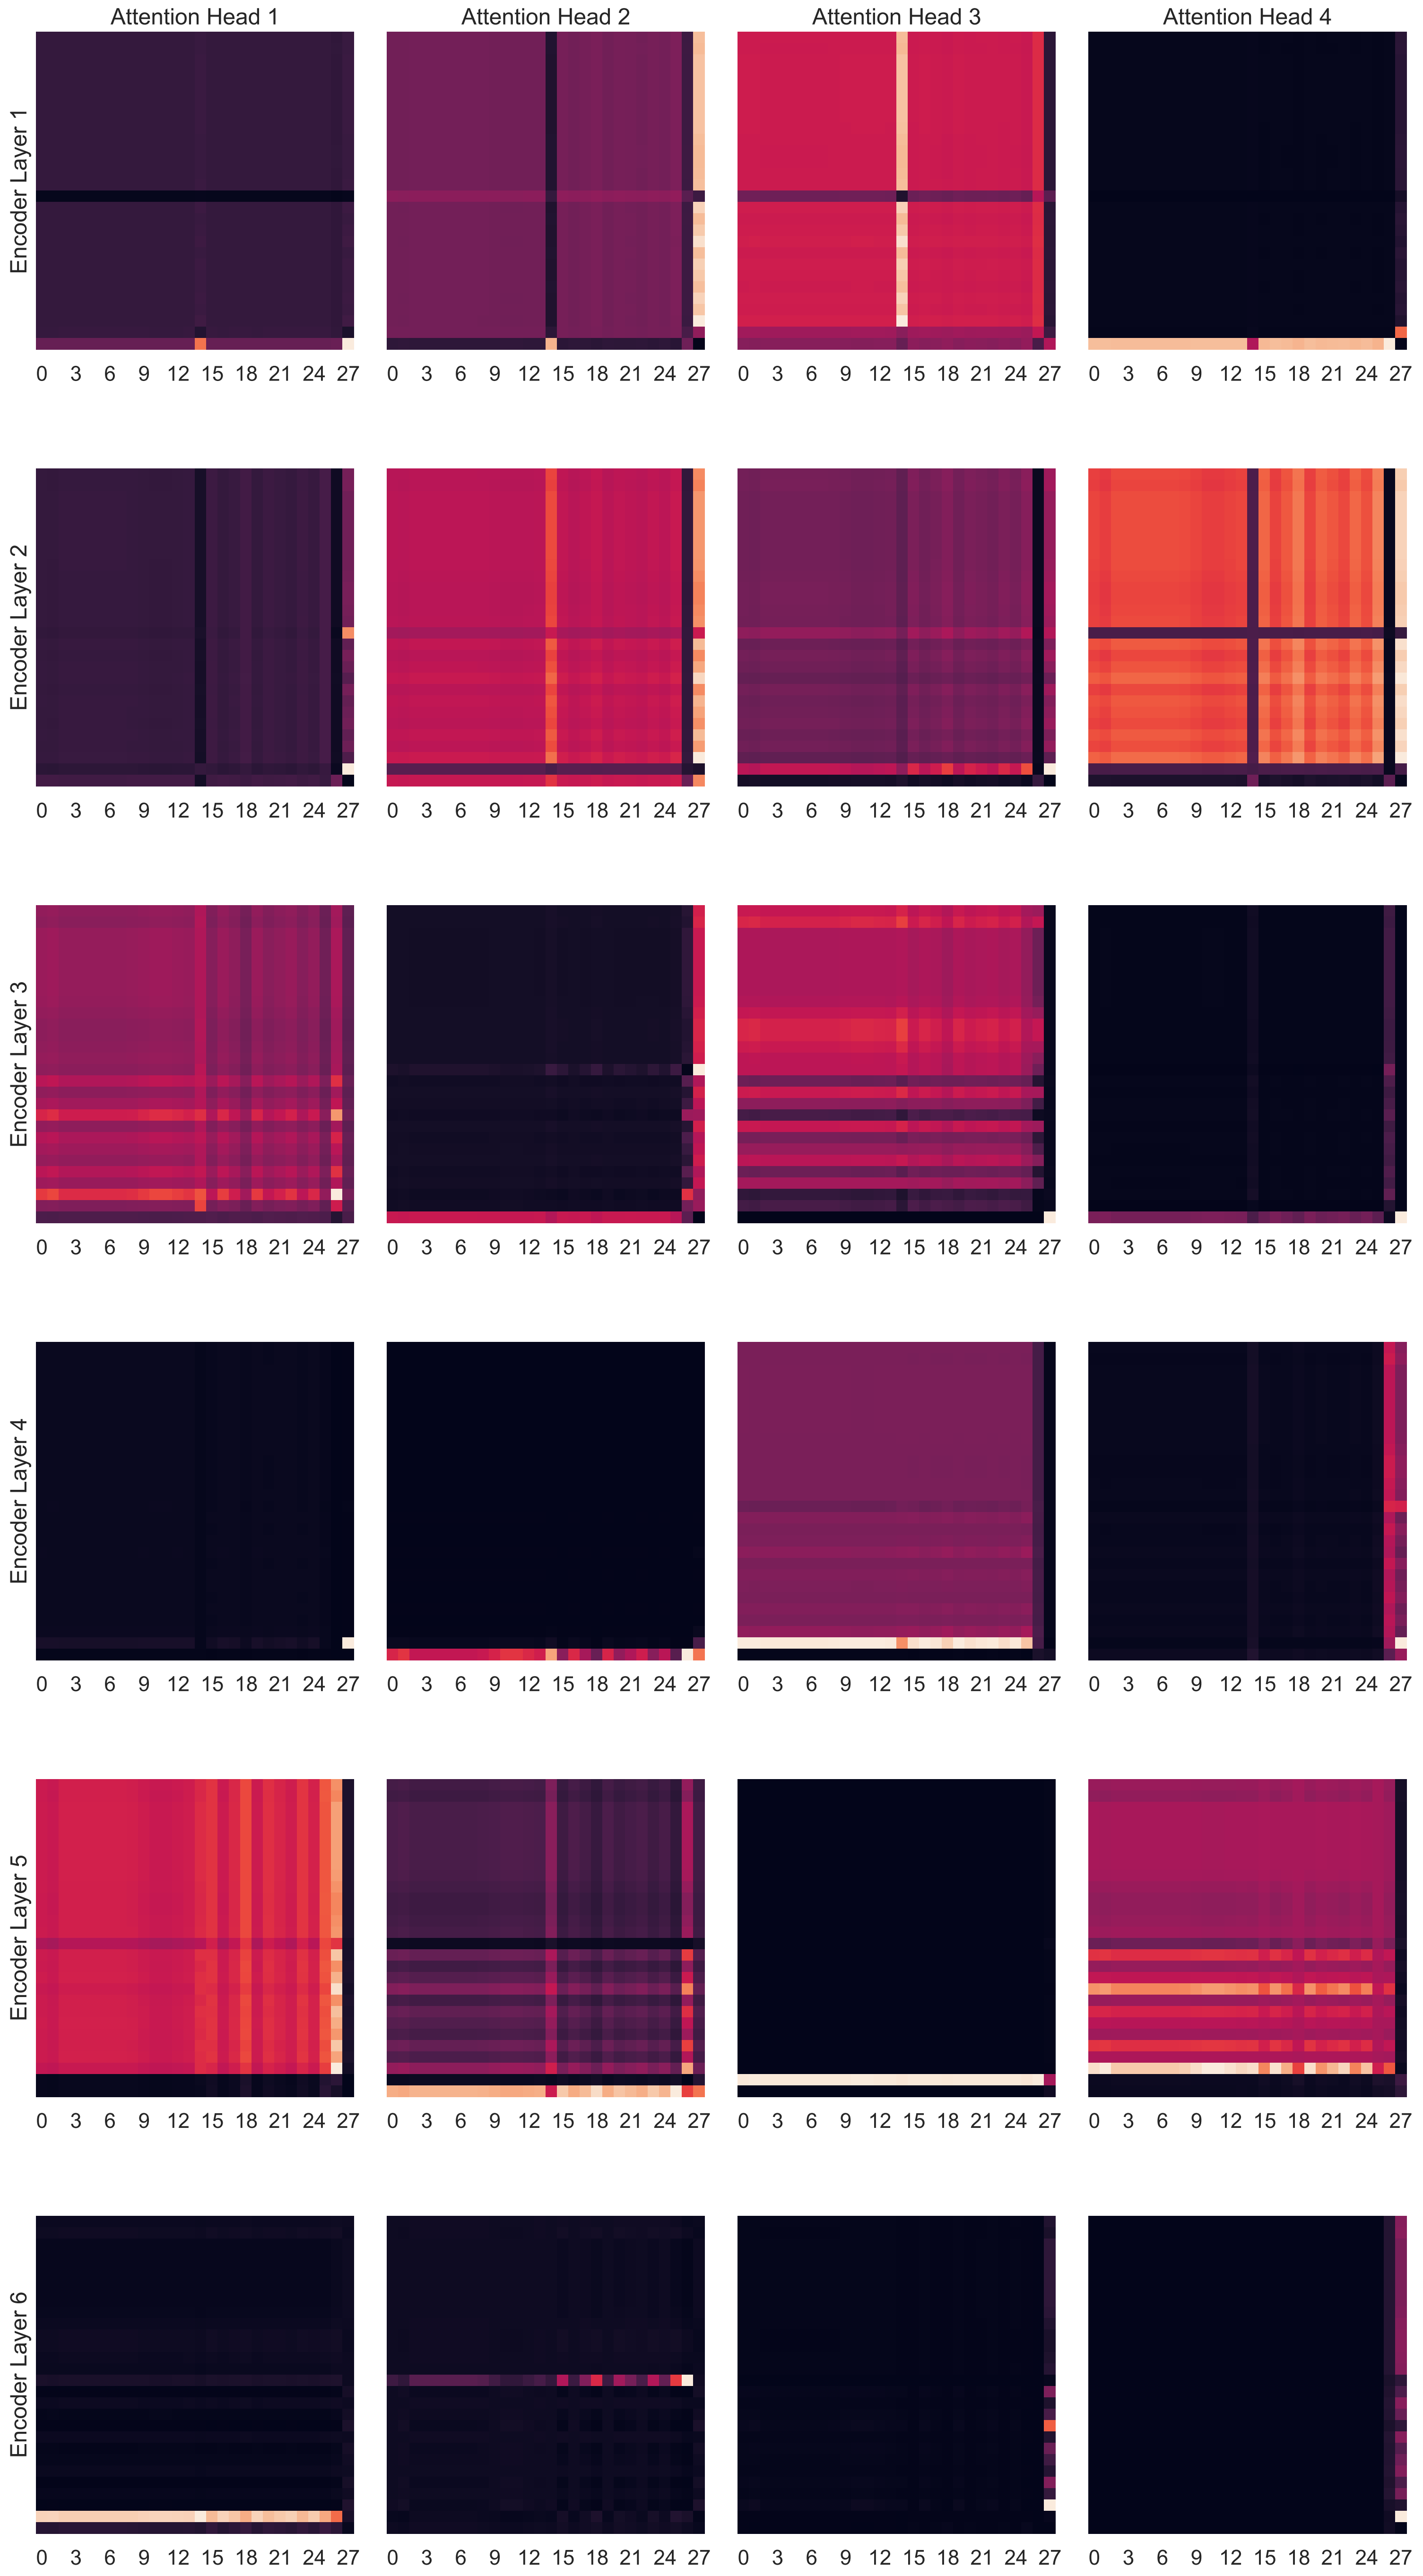 Attention Head 1 Attention Head 2 Attention Head 3 Attention Head 4
Encoder Layer 1
0 3 6 9 12 15 18 21 24 27 0 3 6 9 12 15 18 21 24 27 0 3 6 9 12 15 18 21 24 27 0 3 6 9 12 15 18 21 24 27
Encoder Layer 2
0 3 6 9 12 15 18 21 24 27 0 3 6 9 12 15 18 21 24 27 0 3 6 9 12 15 18 21 24 27 0 3 6 9 12 15 18 21 24 27
Encoder Layer 3
0 3 6 9 12 15 18 21 24 27 0 3 6 9 12 15 18 21 24 27 0 3 6 9 12 15 18 21 24 27 0 3 6 9 12 15 18 21 24 27
Encoder Layer 4
0 3 6 9 12 15 18 21 24 27 0 3 6 9 12 15 18 21 24 27 0 3 6 9 12 15 18 21 24 27 0 3 6 9 12 15 18 21 24 27
Encoder Layer 5
0 3 6 9 12 15 18 21 24 27 0 3 6 9 12 15 18 21 24 27 0 3 6 9 12 15 18 21 24 27 0 3 6 9 12 15 18 21 24 27
Encoder Layer 6
0 3 6 9 12 15 18 21 24 27 0 3 6 9 12 15 18 21 24 27 0 3 6 9 12 15 18 21 24 27 0 3 6 9 12 15 18 21 24 27